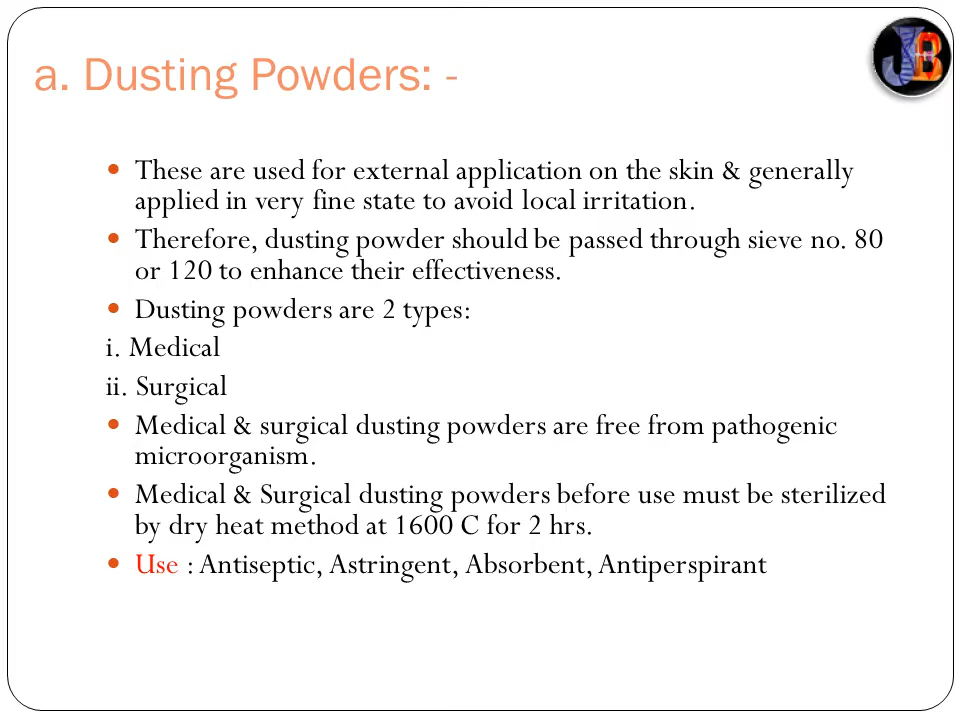 a. Dusting Powders: -
JB
• These are used for external application on the skin & generally
applied in very fine state to avoid local irritation.
• Therefore, dusting powder should be passed through sieve no. 80
or 120 to enhance their effectiveness.
• Dusting powders are 2 types:
i. Medical
ii. Surgical
• Medical & surgical dusting powders are free from pathogenic
microorganism.
• Medical & Surgical dusting powders before use must be sterilized
by dry heat method at 1600 C for 2 hrs.
• Use : Antiseptic, Astringent, Absorbent, Antiperspirant